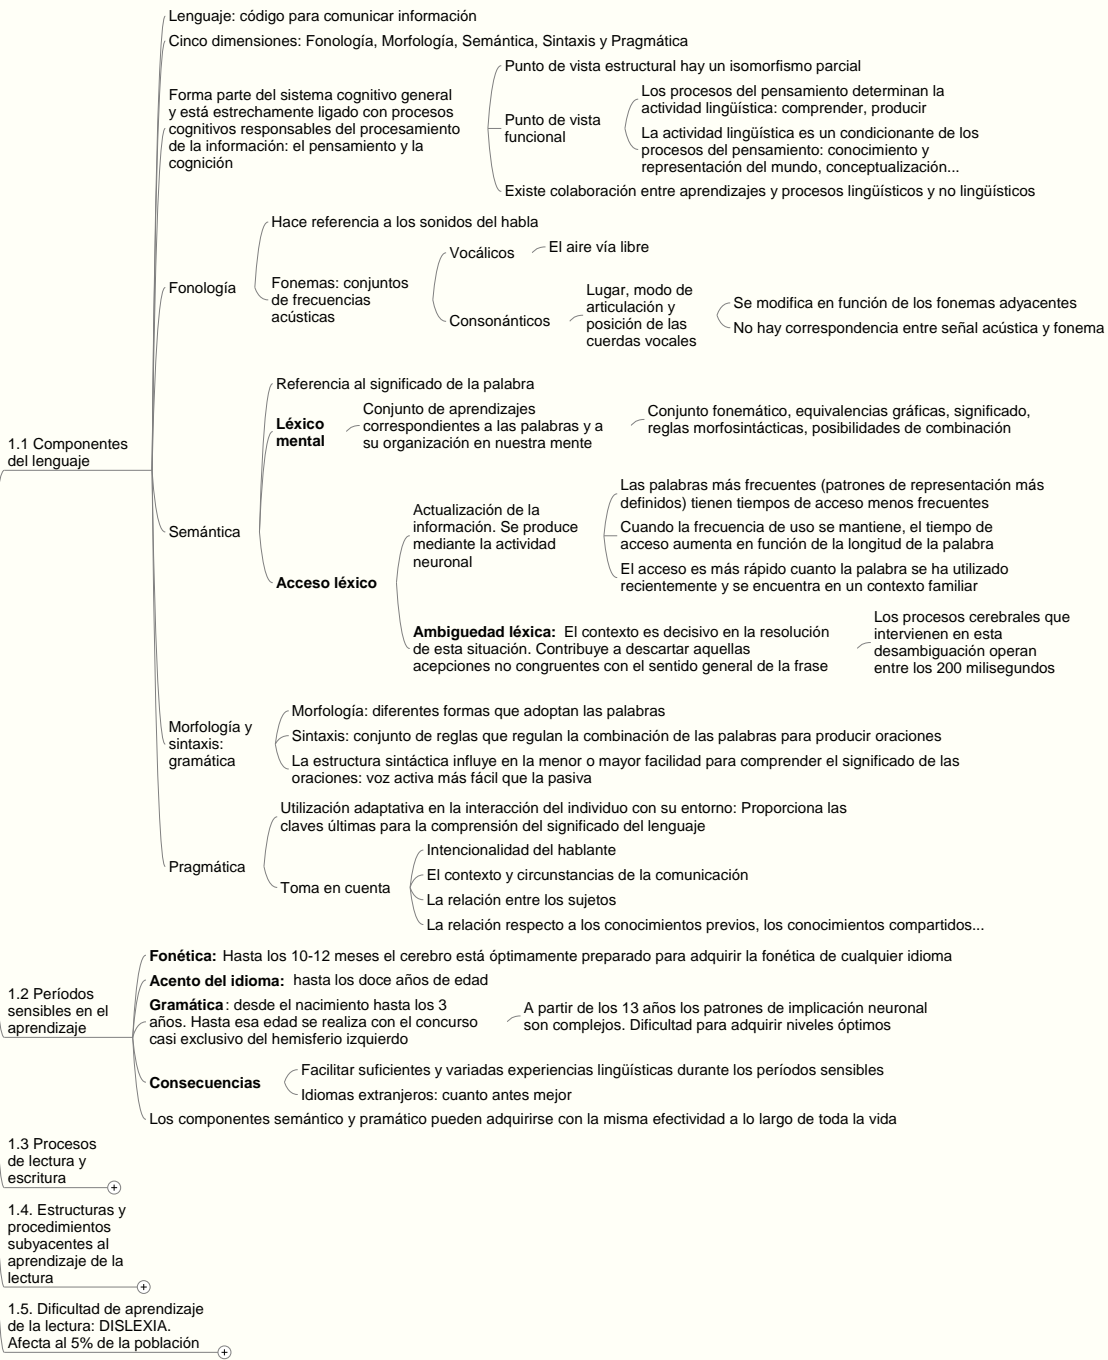 1.1 Componentes
del lenguaje
Lenguaje: código para comunicar información
Cinco dimensiones: Fonología, Morfología, Semántica, Sintaxis y Pragmática
Forma parte del sistema cognitivo general
y está estrechamente ligado con procesos
cognitivos responsables del procesamiento
de la información: el pensamiento y la
cognición
Punto de vista estructural hay un isomorfismo parcial
Punto de vista
funcional
Los procesos del pensamiento determinan la
actividad lingüística: comprender, producir
La actividad lingüística es un condicionante de los
procesos del pensamiento: conocimiento y
representación del mundo, conceptualización...
Existe colaboración entre aprendizajes y procesos lingüísticos y no lingüísticos
Fonología
Hace referencia a los sonidos del habla
Fonemas: conjuntos
de frecuencias
acústicas
Vocálicos
El aire vía libre
Consonánticos
Lugar, modo de
articulación y
posición de las
cuerdas vocales
Se modifica en función de los fonemas adyacentes
No hay correspondencia entre señal acústica y fonema
Semántica
Referencia al significado de la palabra
Léxico
mental
Conjunto de aprendizajes
correspondientes a las palabras y a
su organización en nuestra mente
Conjunto fonemático, equivalencias gráficas, significado,
reglas morfosintácticas, posibilidades de combinación
Acceso léxico
Actualización de la
información. Se produce
mediante la actividad
neuronal
Las palabras más frecuentes (patrones de representación más
definidos) tienen tiempos de acceso menos frecuentes
Cuando la frecuencia de uso se mantiene, el tiempo de
acceso aumenta en función de la longitud de la palabra
El acceso es más rápido cuanto la palabra se ha utilizado
recientemente y se encuentra en un contexto familiar
Ambiguedad léxica: El contexto es decisivo en la resolución
de esta situación. Contribuye a descartar aquellas
acepciones no congruentes con el sentido general de la frase
Los procesos cerebrales que
intervienen en esta
desambiguación operan
entre los 200 milisegundos
Morfología y
sintaxis:
gramática
Morfología: diferentes formas que adoptan las palabras
Sintaxis: conjunto de reglas que regulan la combinación de las palabras para producir oraciones
La estructura sintáctica influye en la menor o mayor facilidad para comprender el significado de las
oraciones: voz activa más fácil que la pasiva
Pragmática
Utilización adaptativa en la interacción del individuo con su entorno: Proporciona las
claves últimas para la comprensión del significado del lenguaje
Toma en cuenta
Intencionalidad del hablante
El contexto y circunstancias de la comunicación
La relación entre los sujetos
La relación respecto a los conocimientos previos, los conocimientos compartidos...
1.2 Períodos
sensibles en el
aprendizaje
Fonética: Hasta los 10-12 meses el cerebro está óptimamente preparado para adquirir la fonética de cualquier idioma
Acento del idioma: hasta los doce años de edad
Gramática : desde el nacimiento hasta los 3
años. Hasta esa edad se realiza con el concurso
casi exclusivo del hemisferio izquierdo
A partir de los 13 años los patrones de implicación neuronal
son complejos. Dificultad para adquirir niveles óptimos
Consecuencias
Facilitar suficientes y variadas experiencias lingüísticas durante los períodos sensibles
Idiomas extranjeros: cuanto antes mejor
Los componentes semántico y pramático pueden adquirirse con la misma efectividad a lo largo de toda la vida
1.3 Procesos
de lectura y
escritura
1.4. Estructuras y
procedimientos
subyacentes al
aprendizaje de la
lectura
1.5. Dificultad de aprendizaje
de la lectura: DISLEXIA.
Afecta al 5% de la población